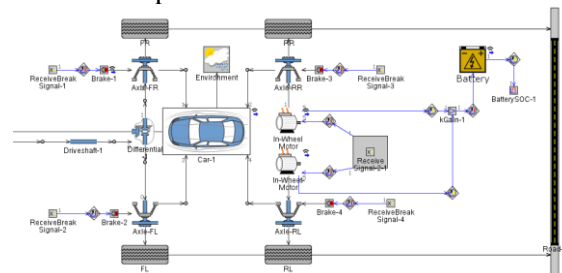 FR
RR
ReceiveBreak
Signal-1
Brake-1
Axle-FR
Environment
Axle-RR
Brake-3
ReceiveBreak
Signal-3
Battery
BatterySOC-1
In-Wheel
Motor
kGain-1
Driveshaft-1
Differential
Car-1
Receive
Signal-2-1
In-Wheel
Motor
ReceiveBreak
Signal-2
Brake-2
Axle-FL
Axle-RL
Brake-4
ReceiveBreak
Signal-4
FL
RL